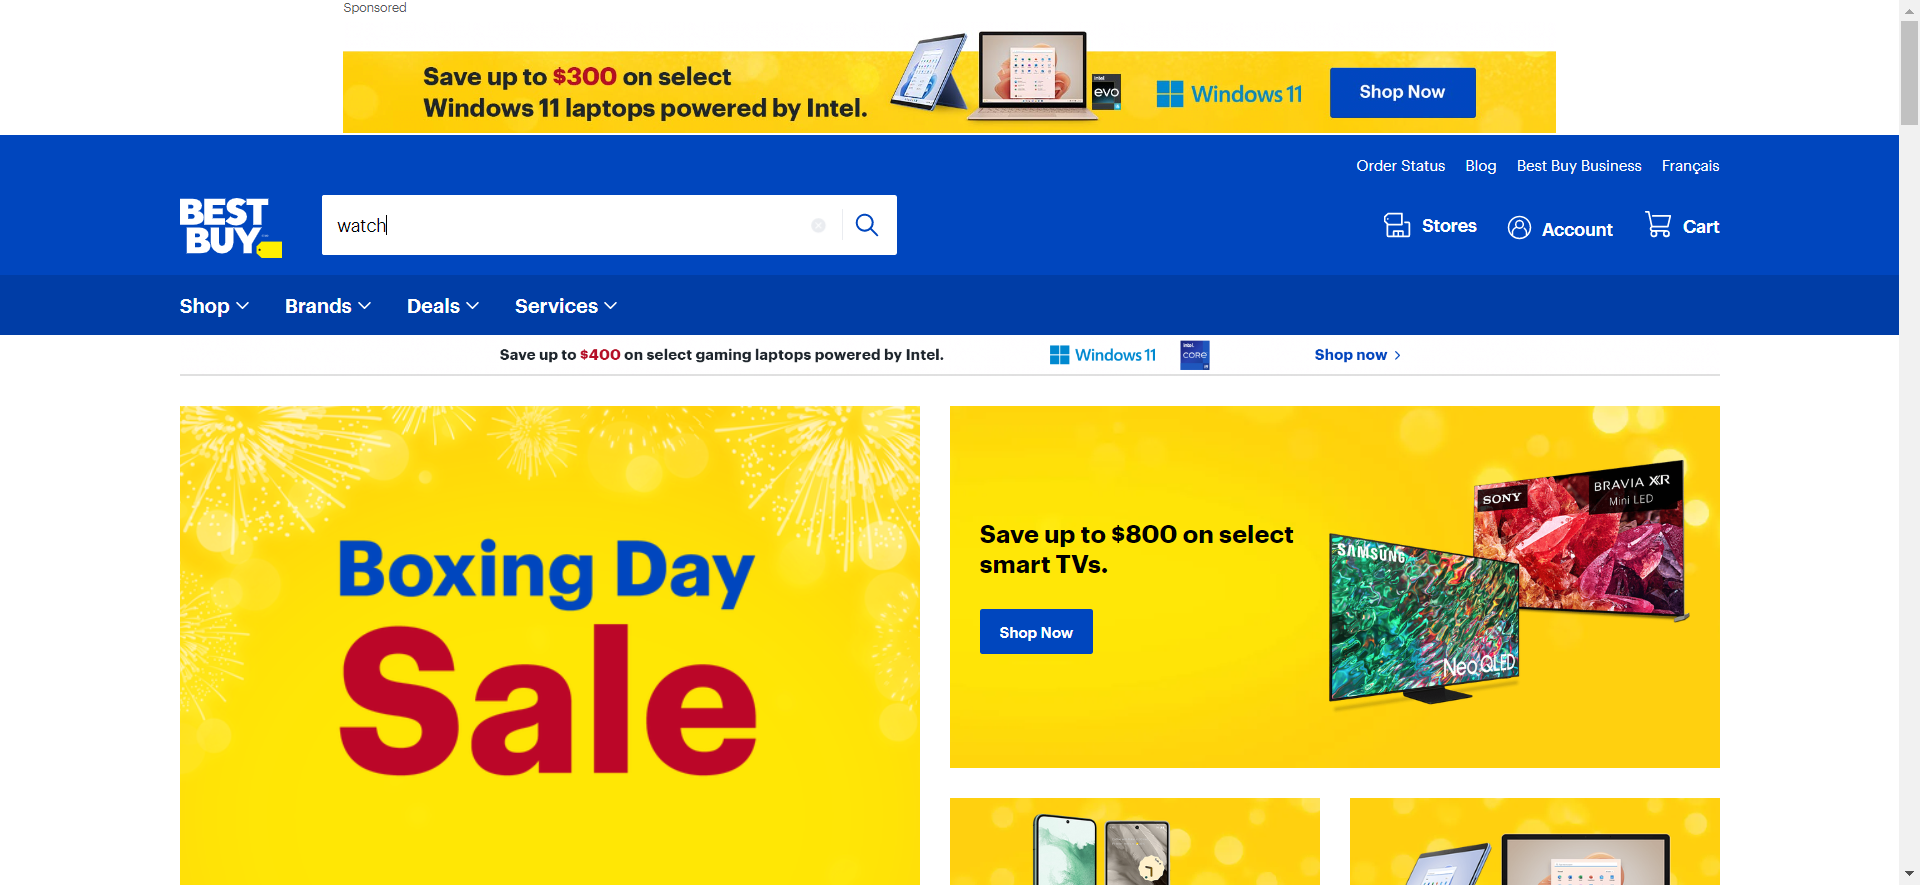 Sponsored
Save up to $300 on select
Windows 11 laptops powered by Intel.
intel
evo
Windows 11
Shop Now
Order Status Blog Best Buy Business Français
BEST
BUY
watch
Stores Account Cart
Shop Brands Deals Services
Save up to $400 on select gaming laptops powered by Intel.
Windows 11
intel.
CORE
Shop now
Boxing Day
Sale
Save up to $800 on select
smart TVs.
Shop Now
SONY
BRAVIA XR
Mini LED
SAMSUNG
Neo QLED